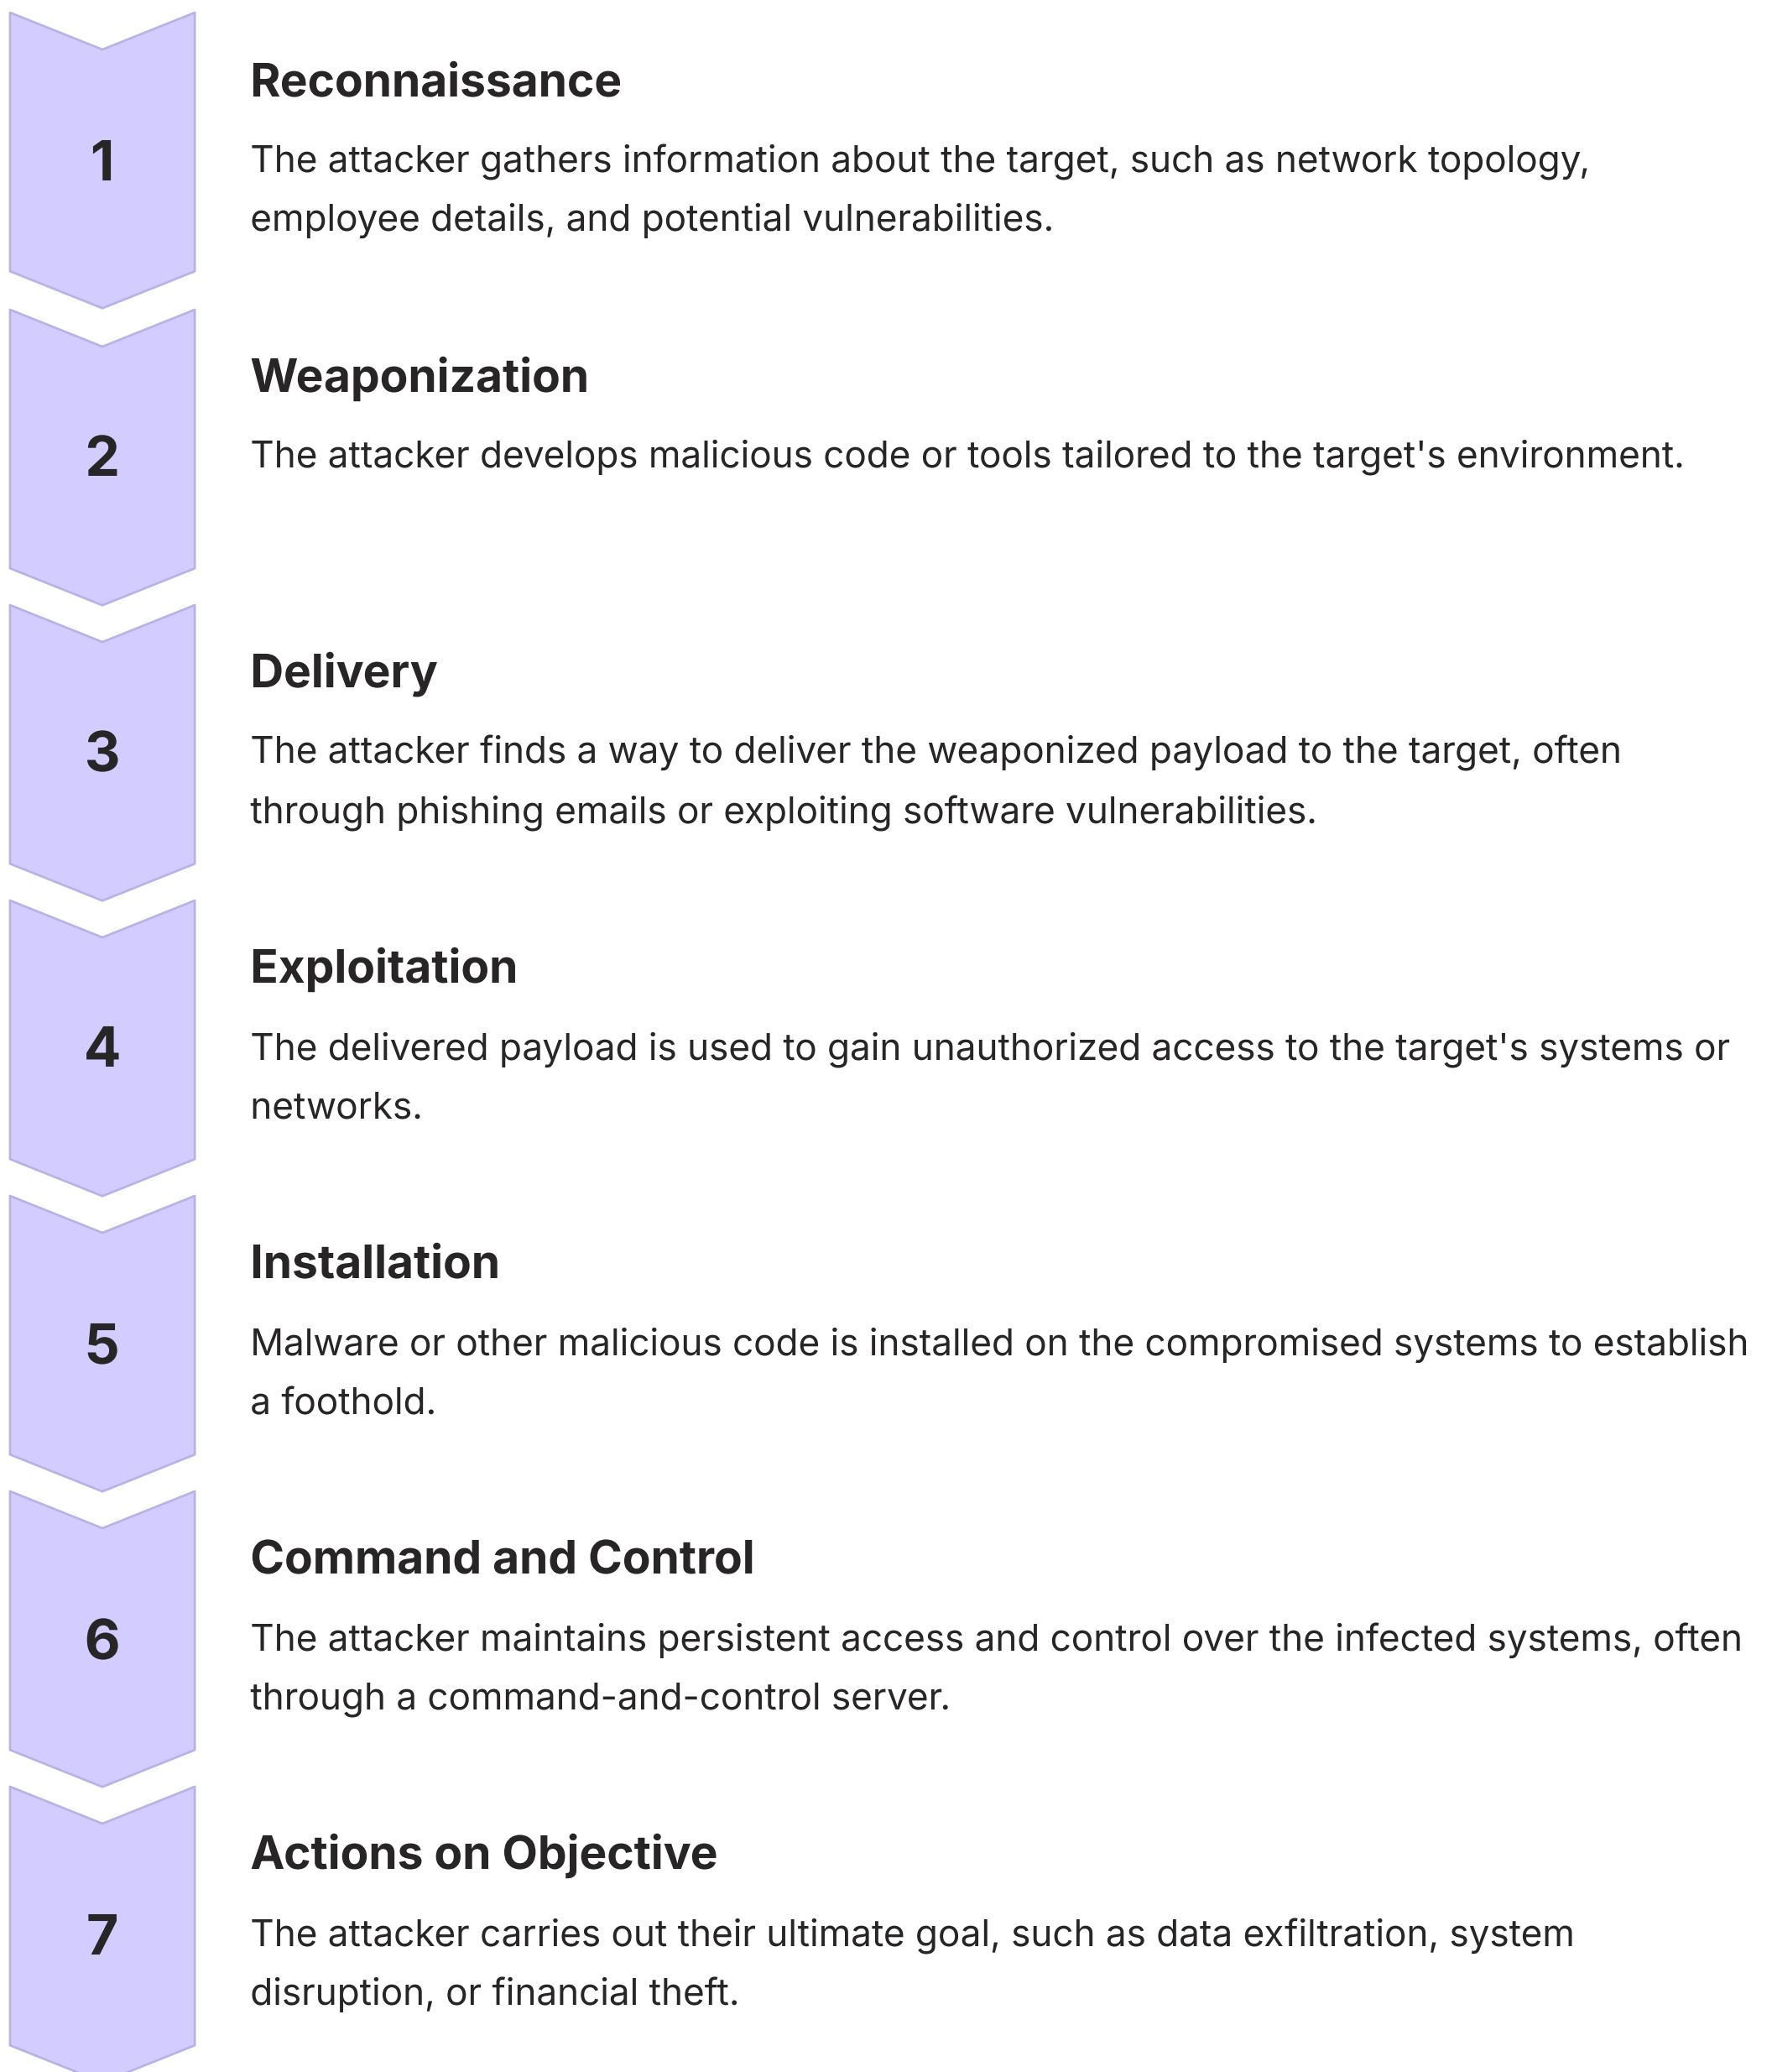 1
Reconnaissance
The attacker gathers information about the target, such as network topology,
employee details, and potential vulnerabilities.
2
Weaponization
The attacker develops malicious code or tools tailored to the target's environment.
3
Delivery
The attacker finds a way to deliver the weaponized payload to the target, often
through phishing emails or exploiting software vulnerabilities.
4
Exploitation
The delivered payload is used to gain unauthorized access to the target's systems or
networks.
5
Installation
Malware or other malicious code is installed on the compromised systems to establish
a foothold.
6
Command and Control
The attacker maintains persistent access and control over the infected systems, often
through a command-and-control server.
7
Actions on Objective
The attacker carries out their ultimate goal, such as data exfiltration, system
disruption, or financial theft.